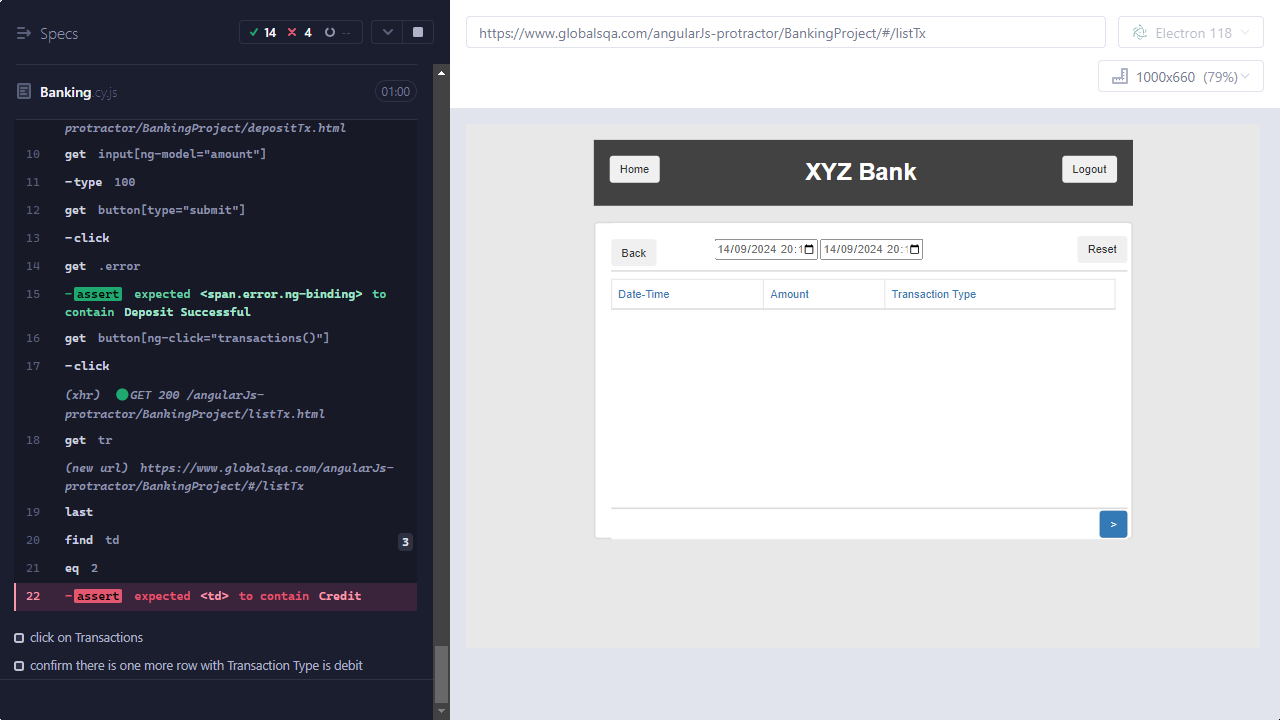 Specs
14
4
--
Banking.cy.js
01:00
protractor/BankingProject/depositTx.html
10 get input[ng-model="amount"]
11 -type 100
12 get button[type="submit"]
13 -click
14 get .error
15 -assert expected <span.error.ng-binding> to
contain Deposit Successful
16 get button[ng-click="transactions()"]
17 -click
(xhr) GET 200 /angularJs-
protractor/BankingProject/listTx.html
18 get tr
(new url) https://www.globalsqa.com/angularJs-
protractor/BankingProject/#/listTx
19 last
20 find td 3
21 eq 2
22 -assert expected <td> to contain Credit
click on Transactions
confirm there is one more row with Transaction Type is debit
https://www.globalsqa.com/angularJs-protractor/BankingProject/#/listTx
Electron 118
1000x660 (79%)
Home
XYZ Bank
Logout
Back
14/09/2024 20:1
14/09/2024 20:1
Reset
Date-Time
Amount
Transaction Type
>